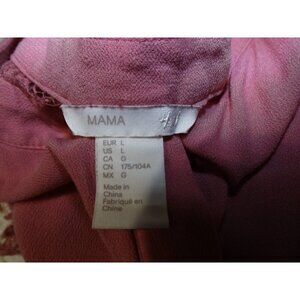 MAMA
EUR L
US L
CA G
CN 175/104A
MX G
Made in
China
Fabriqué en
Chine